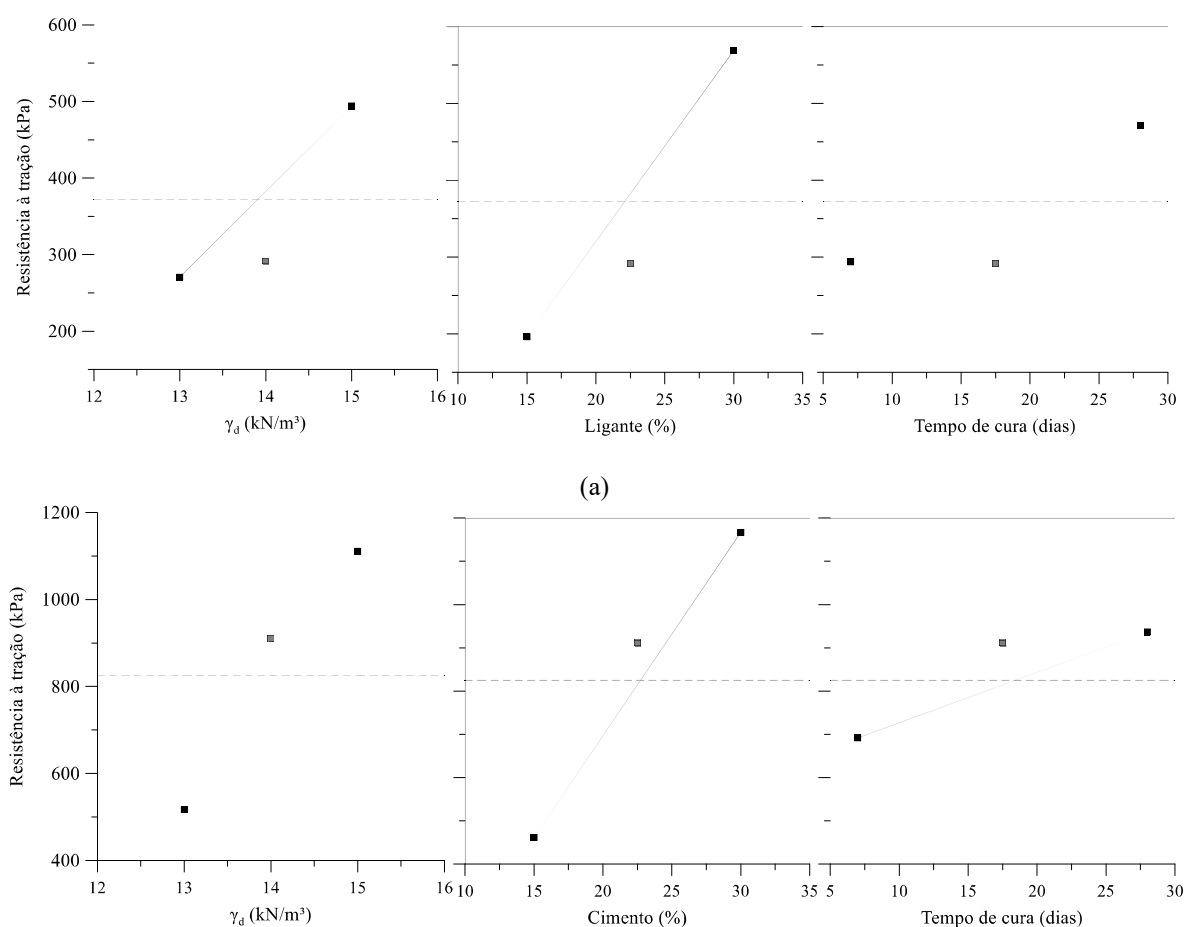 600
500
400
300
200
Resistência à tração (kPa)
12 13 14 15 16
γd (kN/m³)
10 15 20 25 30 35
Ligante (%)
5 10 15 20 25 30
Tempo de cura (dias)
(a)
1200
1000
800
600
400
Resistência à tração (kPa)
12 13 14 15 16
γd (kN/m³)
10 15 20 25 30 35
Cimento (%)
5 10 15 20 25 30
Tempo de cura (dias)